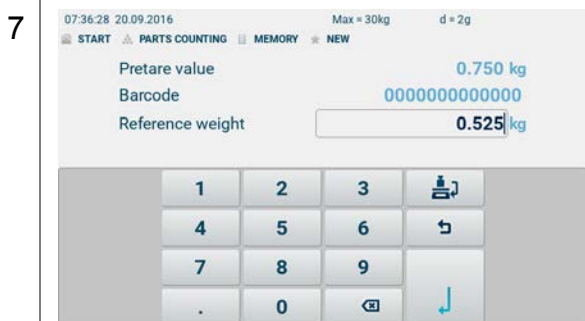 7
07:36:28 20.09.2016 Max = 30kg d = 2g
START PARTS COUNTING MEMORY NEW
Pretare value 0.750 kg
Barcode 0000000000000
Reference weight 0.525 kg
1 2 3
4 5 6
7 8 9
. 0